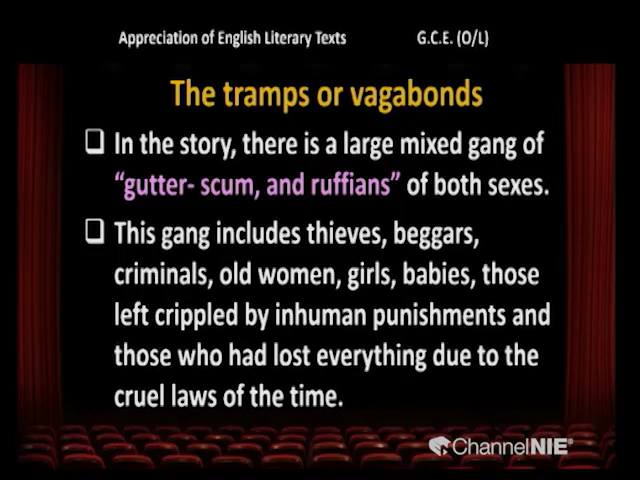 Appreciation of English Literary Texts G.C.E. (O/L)
The tramps or vagabonds
In the story, there is a large mixed gang of
“gutter- scum, and ruffians” of both sexes.
This gang includes thieves, beggars,
criminals, old women, girls, babies, those
left crippled by inhuman punishments and
those who had lost everything due to the
cruel laws of the time.
ChannelNIE